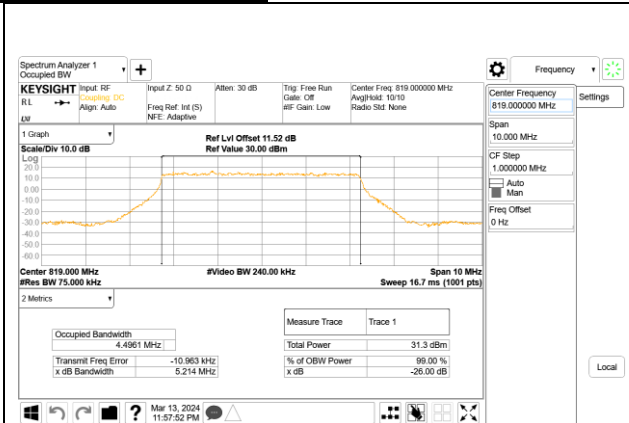 Spectrum Analyzer 1
Occupied BW
Frequency
KEYSIGHT
RL
Input: RF
Coupling: DC
Align: Auto
Input Z: 50 Ω
Freq Ref: Int (S)
NFE: Adaptive
Atten: 30 dB
Trig: Free Run
Gate: Off
#IF Gain: Low
Center Freq: 819.000000 MHz
Avg|Hold: 10/10
Radio Std: None
Center Frequency
819.000000 MHz
Settings
Span
10.000 MHz
CF Step
1.000000 MHz
Auto
Man
Freq Offset
0 Hz
Local
1 Graph
Scale/Div 10.0 dB
Ref Lvl Offset 11.52 dB
Ref Value 30.00 dBm
Log
20.0
10.0
0.00
-10.0
-20.0
-30.0
-40.0
-50.0
-60.0
Center 819.000 MHz
#Video BW 240.00 kHz
Span 10 MHz
#Res BW 75.000 kHz
Sweep 16.7 ms (1001 pts)
2 Metrics
Measure Trace
Trace 1
Occupied Bandwidth
4.4961 MHz
Total Power
31.3 dBm
Transmit Freq Error
-10.963 kHz
% of OBW Power
99.00 %
x dB Bandwidth
5.214 MHz
x dB
-26.00 dB
?
Mar 13, 2024
11:57:52 PM